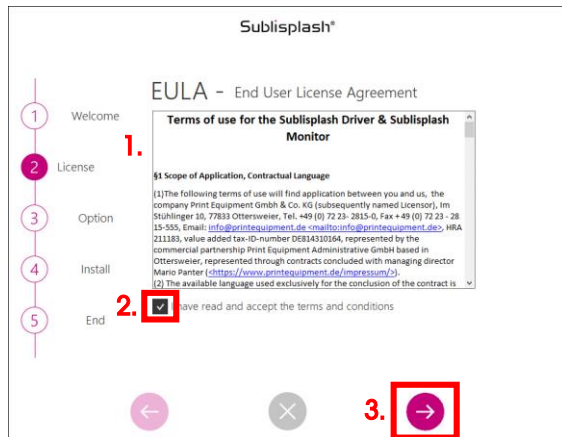 Sublisplash®
EULA - End User License Agreement
1 Welcome
2 License
3 Option
4 Install
5 End
1.
Terms of use for the Sublisplash Driver & Sublisplash
Monitor
§1 Scope of Application, Contractual Language
(1)The following terms of use will find application between you and us, the
company Print Equipment Gmbh & Co. KG (subsequently named Licensor), Im
Stühlinger 10, 77833 Ottersweier, Tel. +49 (0) 72 23- 2815-0, Fax + 49 (0) 72 23 - 28
15-555, Email: info@printequipment.de <mailto:info@printequipment.de>, HRA
211183, value added tax-ID-number DE814310164, represented by the
commercial partnership Print Equipment Administrative GmbH based in
Ottersweier, represented through contracts concluded with managing director
Mario Panter (<https://www.printequipment.de/impressum/>).
(2) The available language used exclusively for the conclusion of the contract is
2.
I have read and accept the terms and conditions
3.